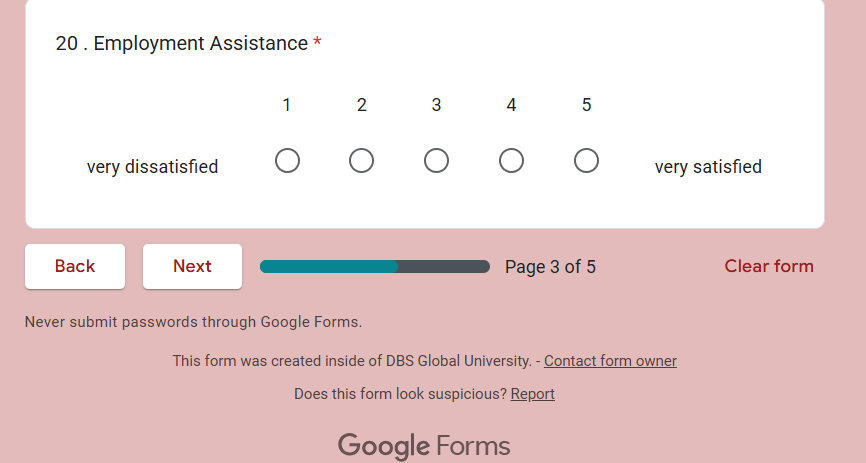 20 . Employment Assistance *
1 2 3 4 5
very dissatisfied very satisfied
Back Next Page 3 of 5 Clear form
Never submit passwords through Google Forms.
This form was created inside of DBS Global University. - Contact form owner
Does this form look suspicious? Report
Google Forms